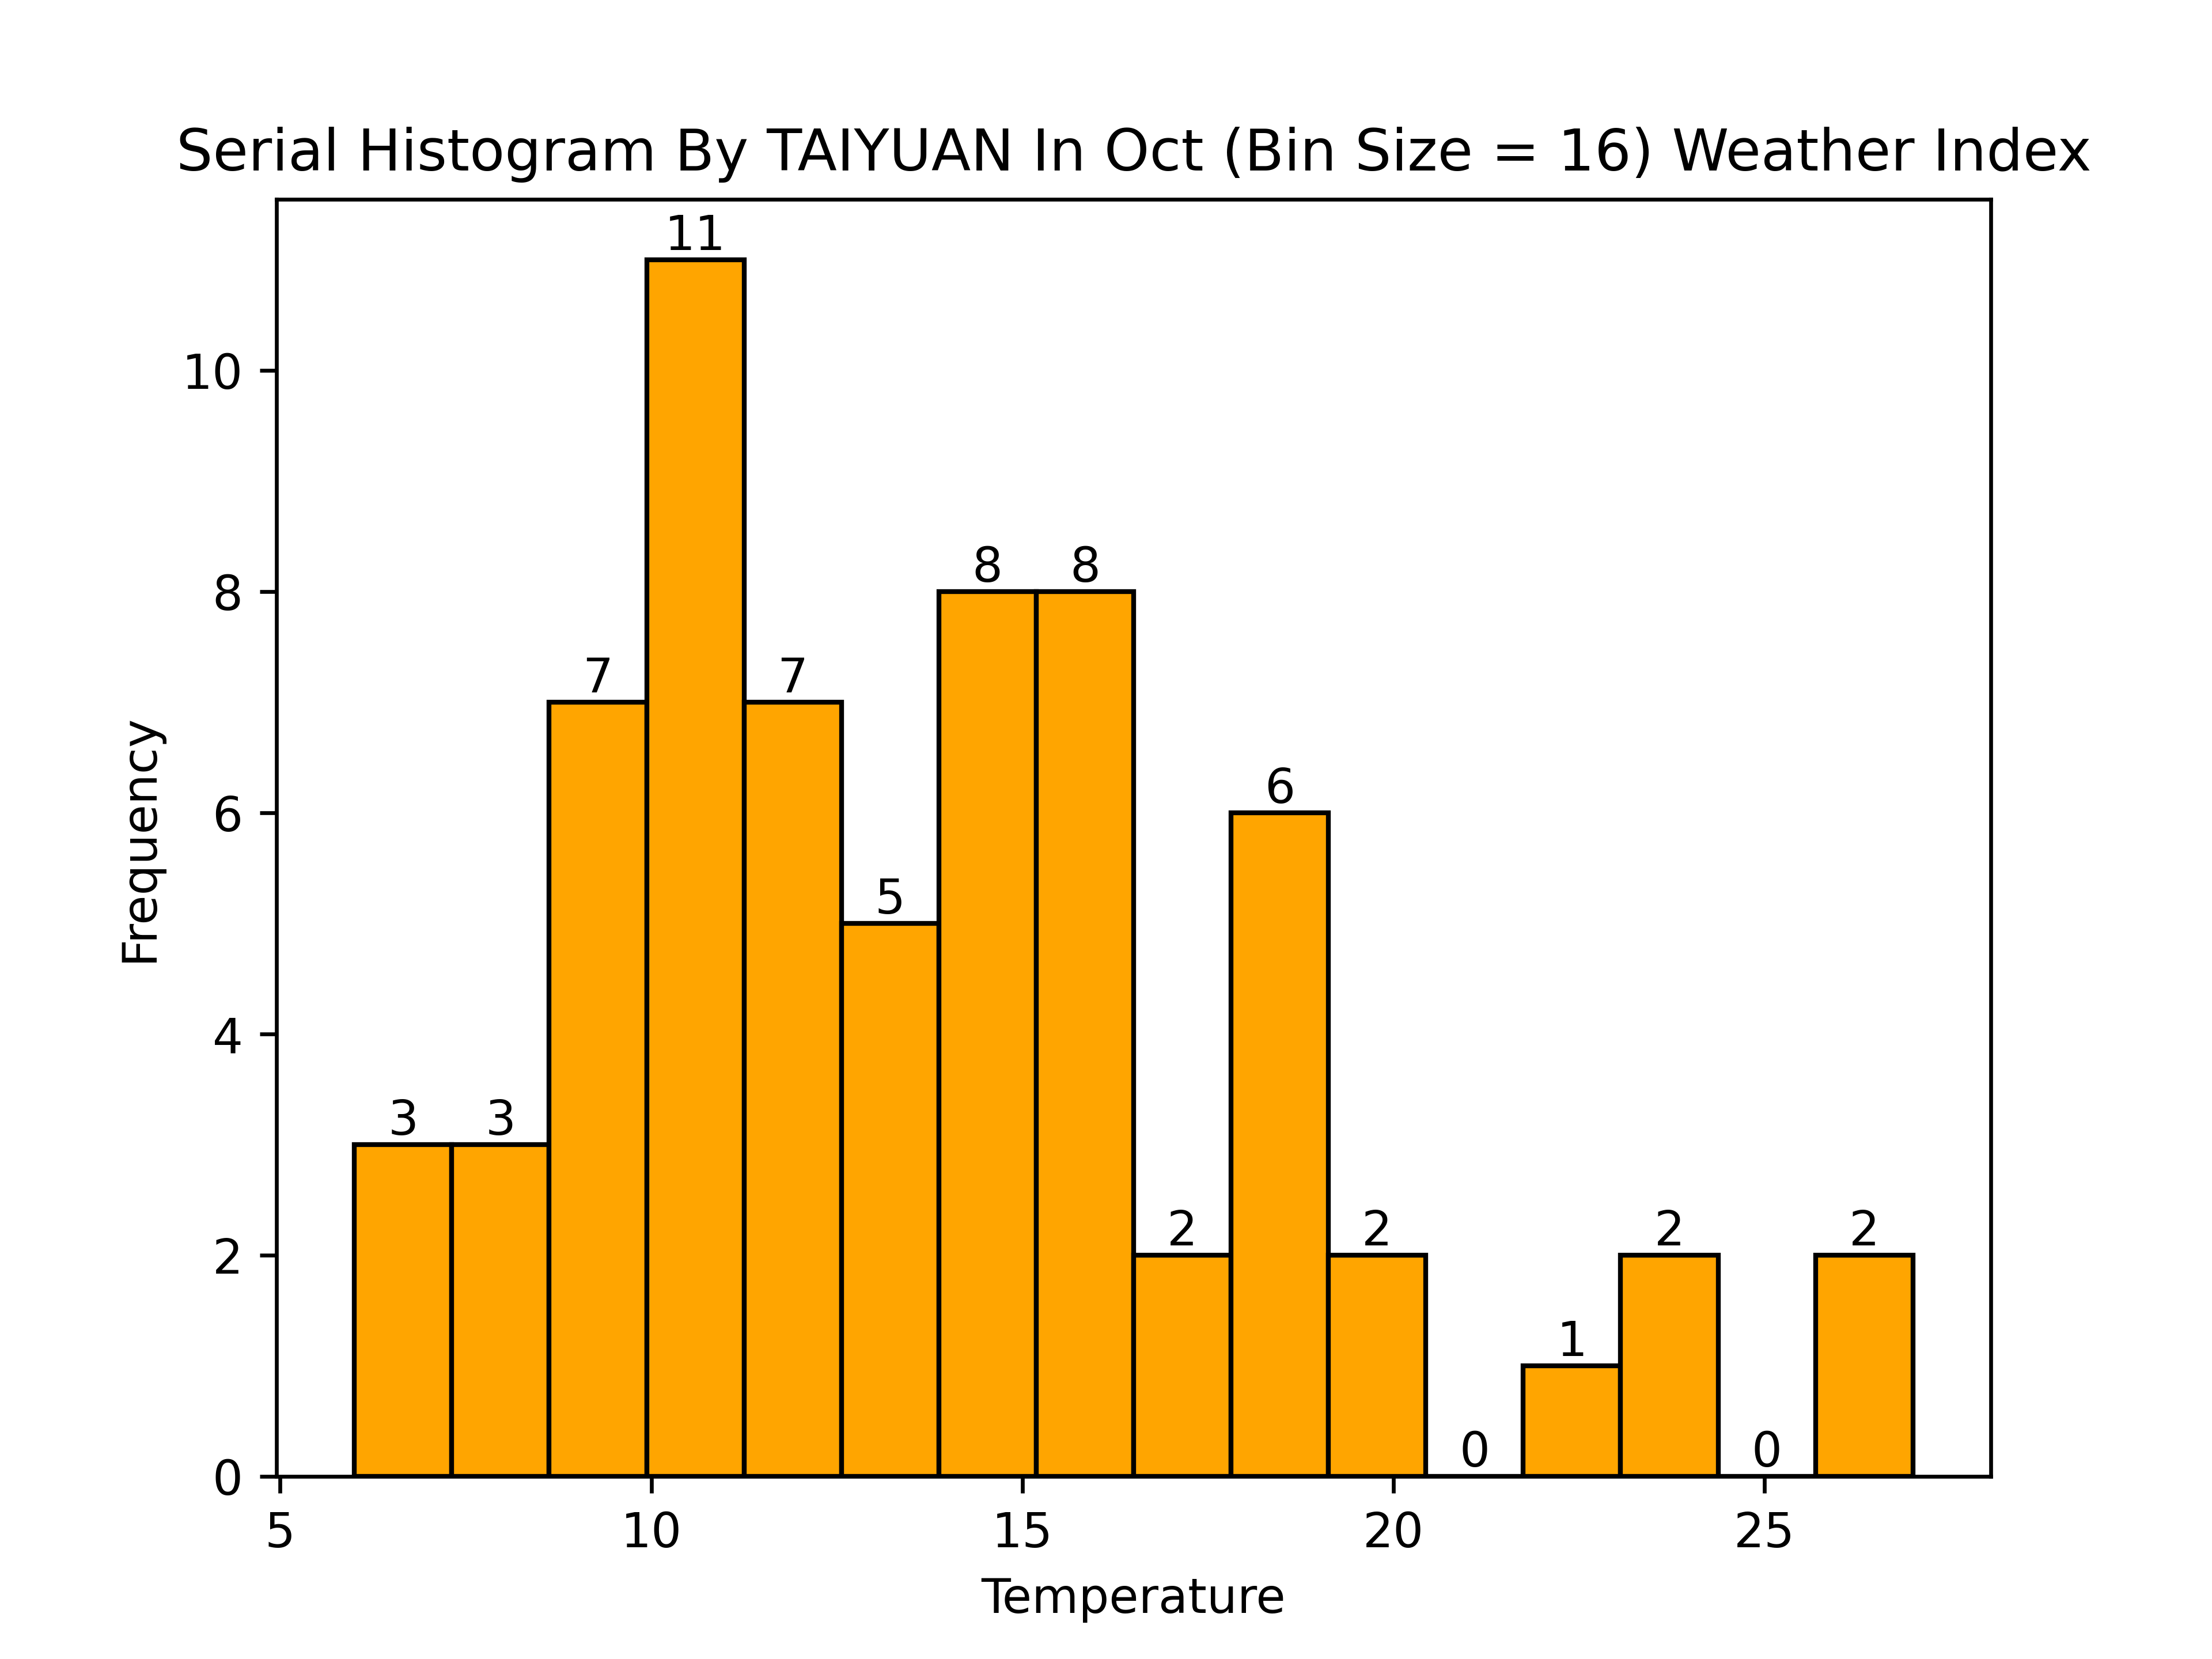 Serial Histogram By TAIYUAN In Oct (Bin Size = 16) Weather Index
11
10
8 8
8
7 7
6
6
5
4
3 3
2 2 2 2
2
1
0 0
0
5 10 15 20 25
Frequency
Temperature